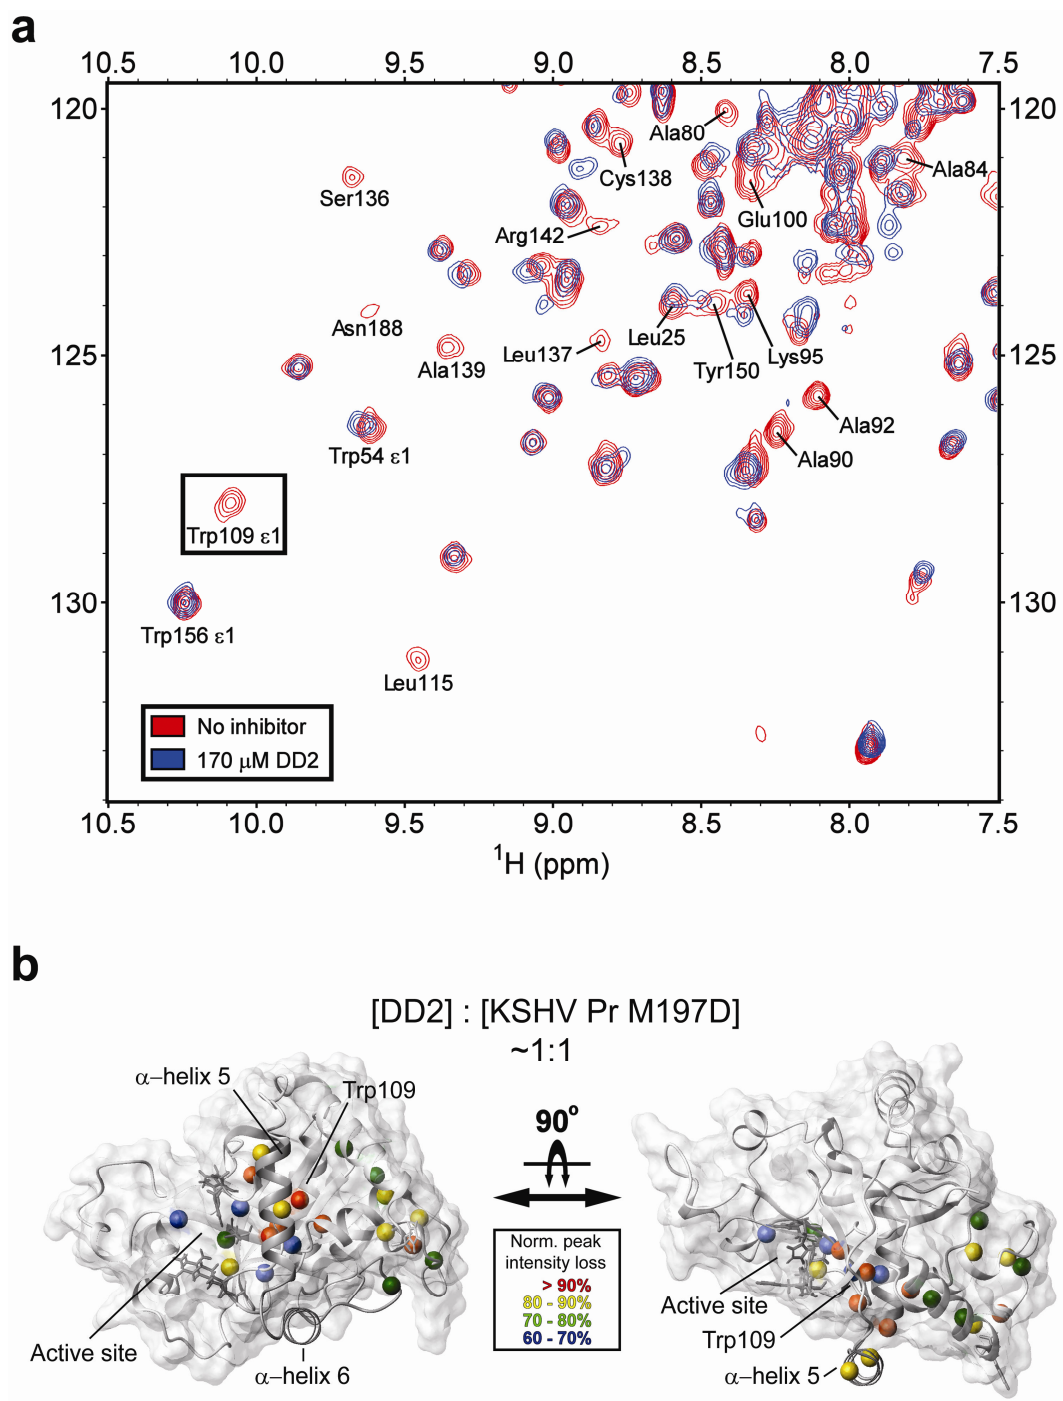 a
10.5 10.0 9.5 9.0 8.5 8.0 7.5
120 120
Ala80
Cys138
Ala84
Ser136
Glu100
Arg142
Asn188
Leu25
Leu137
Lys95
125 125
Ala139
Tyr150
Ala92
Trp54 ε1
Ala90
Trp109 ε1
130 130
Trp156 ε1
Leu115
No inhibitor
170 μM DD2
10.5 10.0 9.5 9.0 8.5 8.0 7.5
¹H (ppm)
b
[DD2] : [KSHV Pr M197D]
~1:1
α–helix 5
Trp109
90°
Norm. peak
intensity loss
> 90%
80 - 90%
70 - 80%
60 - 70%
Active site
α–helix 6
Active site
Trp109
α–helix 5